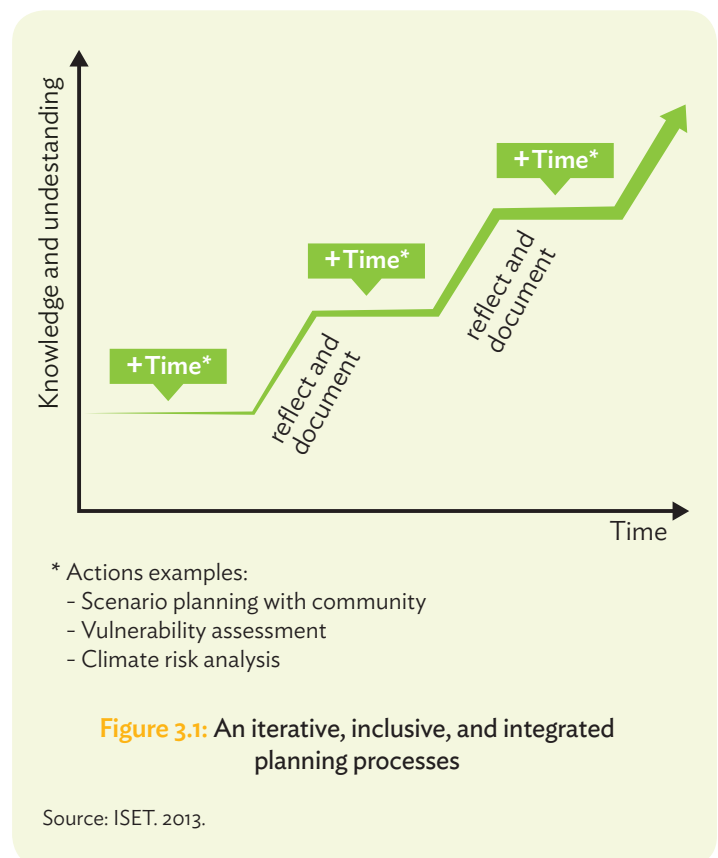 Knowledge and undestanding
+Time*
+Time*
+Time*
reflect and
document
reflect and
document
Time
* Actions examples:
- Scenario planning with community
- Vulnerability assessment
- Climate risk analysis
Figure 3.1: An iterative, inclusive, and integrated
planning processes
Source: ISET. 2013.